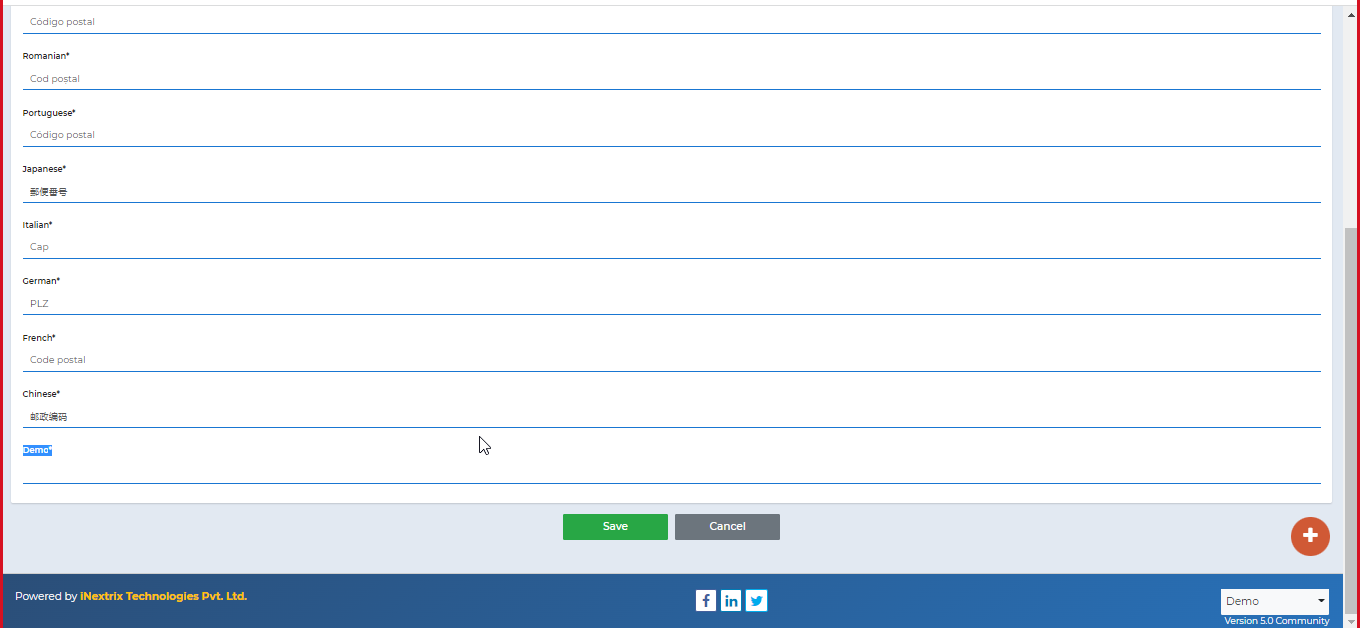 Código postal
Romanian*
Cod poștal
Portuguese*
Código postal
Japanese*
郵便番号
Italian*
Cap
German*
PLZ
French*
Code postal
Chinese*
邮政编码
Demo*
Save Cancel
Powered by iNextrix Technologies Pvt. Ltd.
Demo
Version 5.0 Community